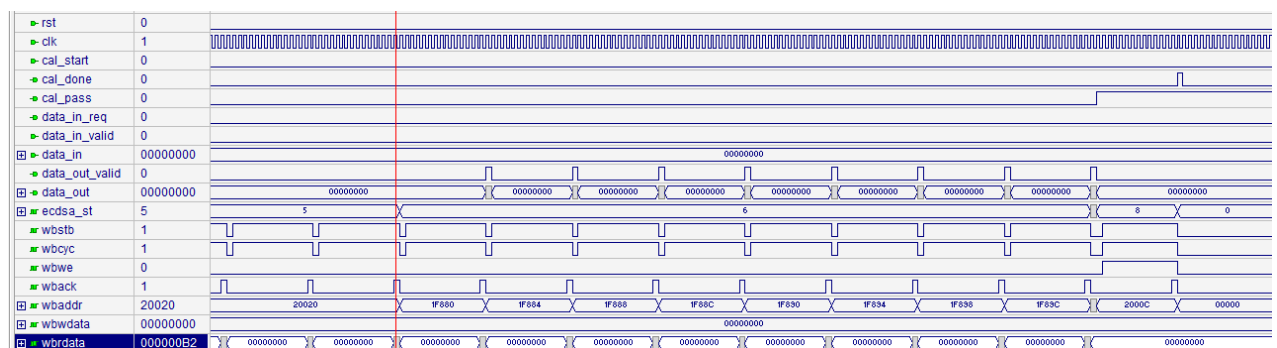 rst 0
clk 1
cal_start 0
cal_done 0
cal_pass 0
data_in_req 0
data_in_valid 0
data_in 00000000 00000000
data_out_valid 0
data_out 00000000 00000000 00000000 00000000 00000000 00000000 00000000 00000000 00000000 00000000 00000000
ecdsa_st 5 5 6 8 0
wbstb 1
wbcyc 1
wbwe 0
wback 1
wbaddr 20020 20020 1F880 1F884 1F888 1F88C 1F890 1F894 1F898 1F89C 2000C 00000
wbwdata 00000000 00000000
wbrdata 000000B2 00000000 00000000 00000000 00000000 00000000 00000000 00000000 00000000 00000000 00000000 00000000